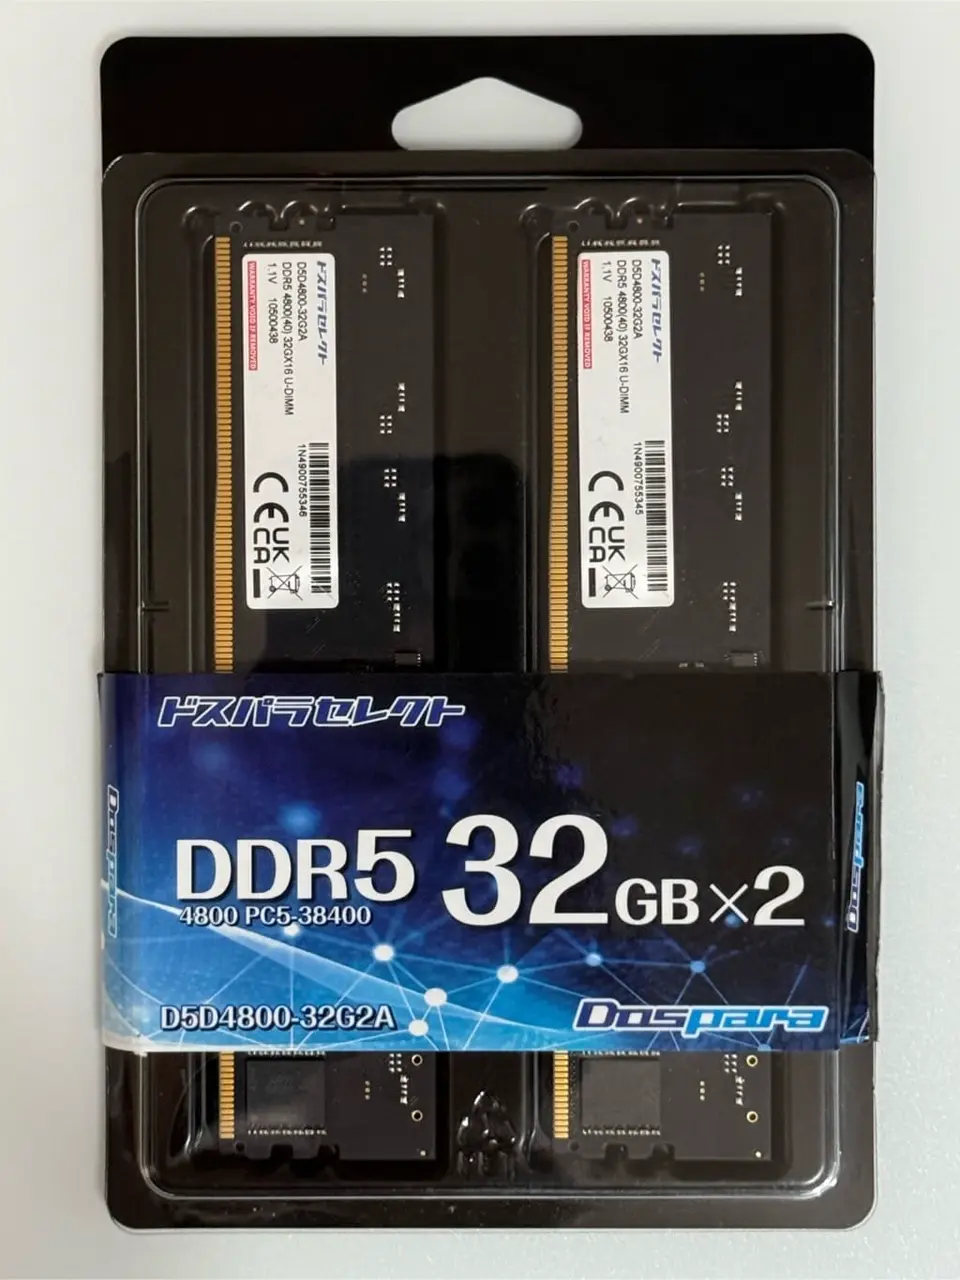 ドスパラセレクト
D5D4800-32G2A
DDR5 4800(40) 32GX16 U-DIMM
1.1V 10500438
WARRANTY VOID IF REMOVED
1N4900755346
CE UK
CA
ドスパラセレクト
D5D4800-32G2A
DDR5 4800(40) 32GX16 U-DIMM
1.1V 10500438
WARRANTY VOID IF REMOVED
1N4900755345
CE UK
CA
ドスパラセレクト
DDR5 32GB×2
4800 PC5-38400
D5D4800-32G2A
Dospara
Dospara
Dospara